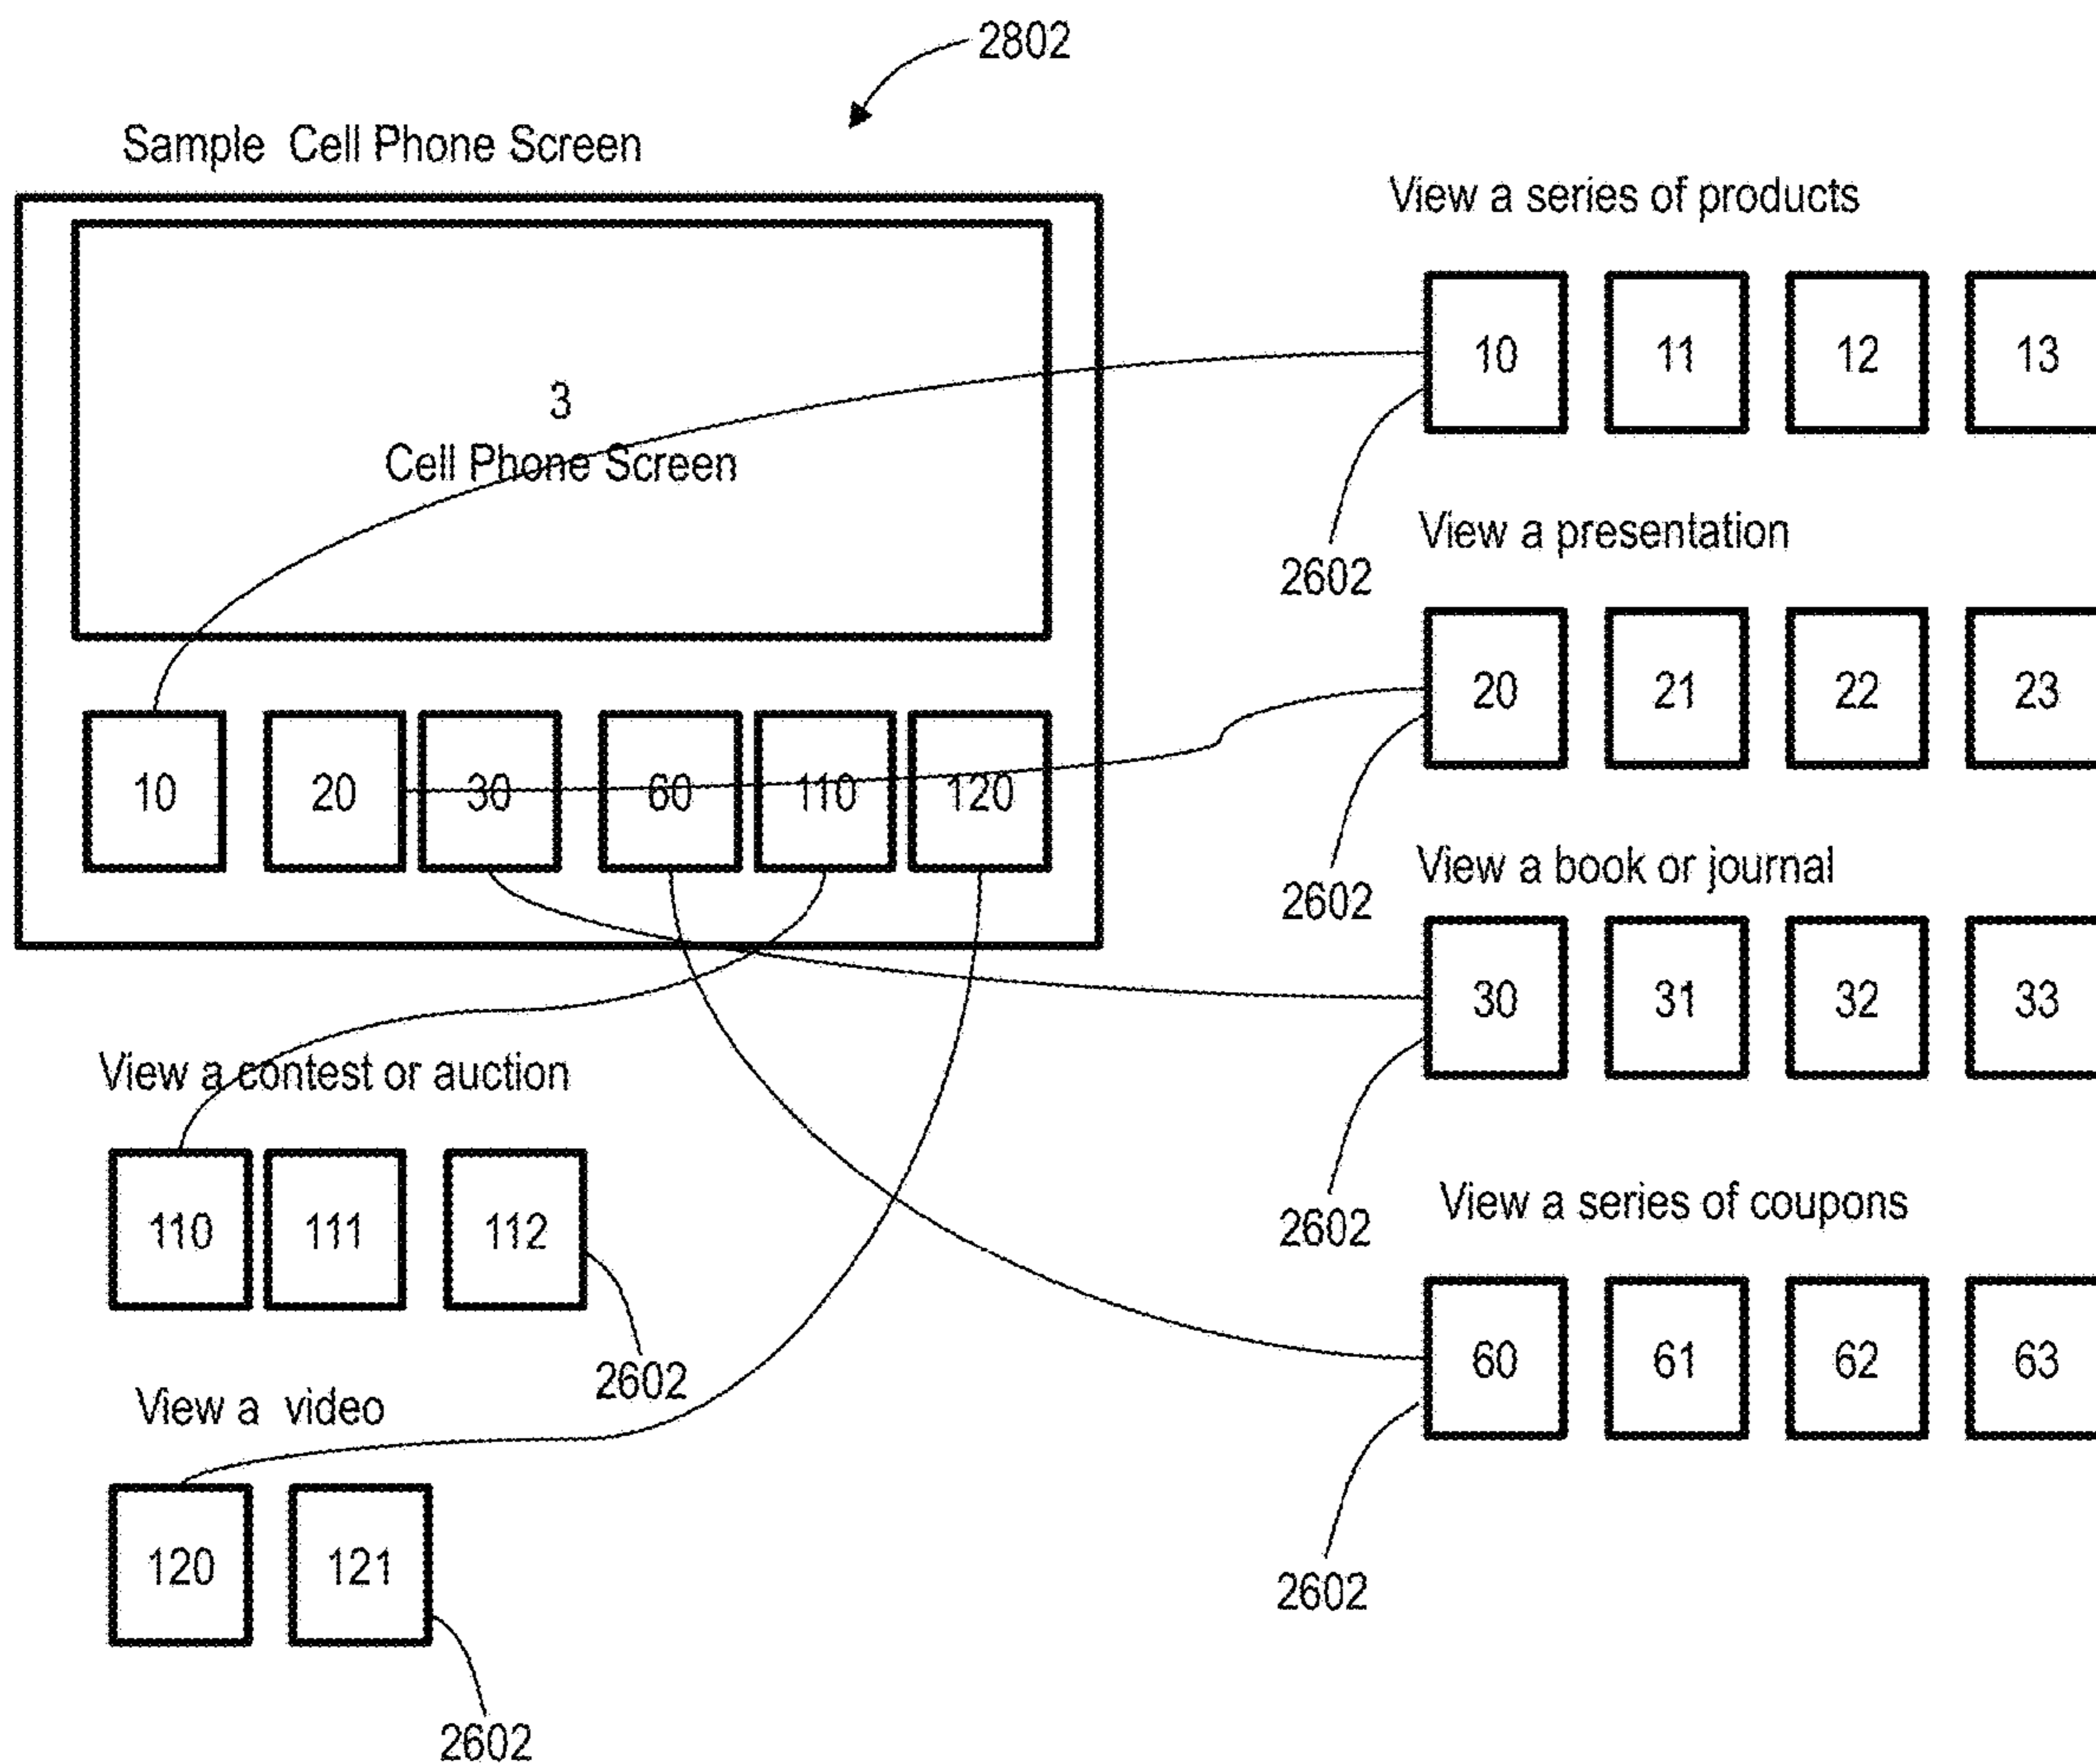 2802
Sample Cell Phone Screen
3
Cell Phone Screen
10 20 30 60 110 120
View a series of products
10 11 12 13
2602
View a presentation
20 21 22 23
2602
View a book or journal
30 31 32 33
2602
View a series of coupons
60 61 62 63
2602
View a contest or auction
110 111 112
2602
View a video
120 121
2602